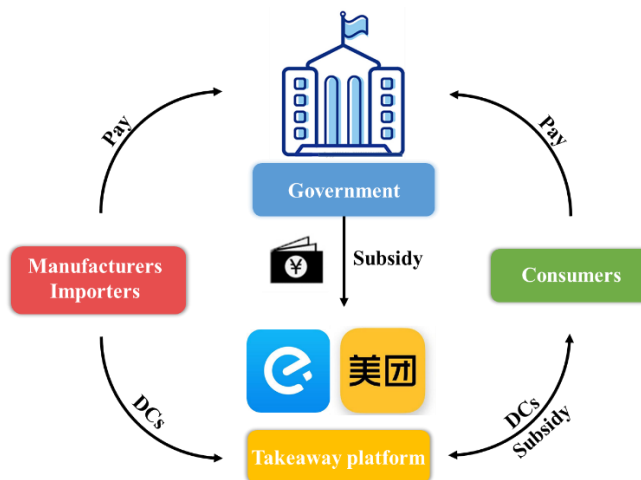 Pay
Pay
Government
¥
Subsidy
Manufacturers
Importers
Consumers
e
美团
DCs
DCs
Subsidy
Takeaway platform